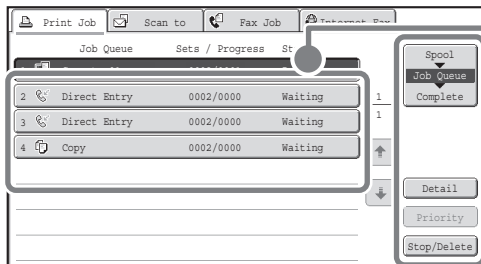 Print Job Scan to Fax Job Internet Fax
Job Queue Sets / Progress St
2 Direct Entry 0002/0000 Waiting
3 Direct Entry 0002/0000 Waiting
4 Copy 0002/0000 Waiting
1
1
Spool
Job Queue
Complete
Detail
Priority
Stop/Delete